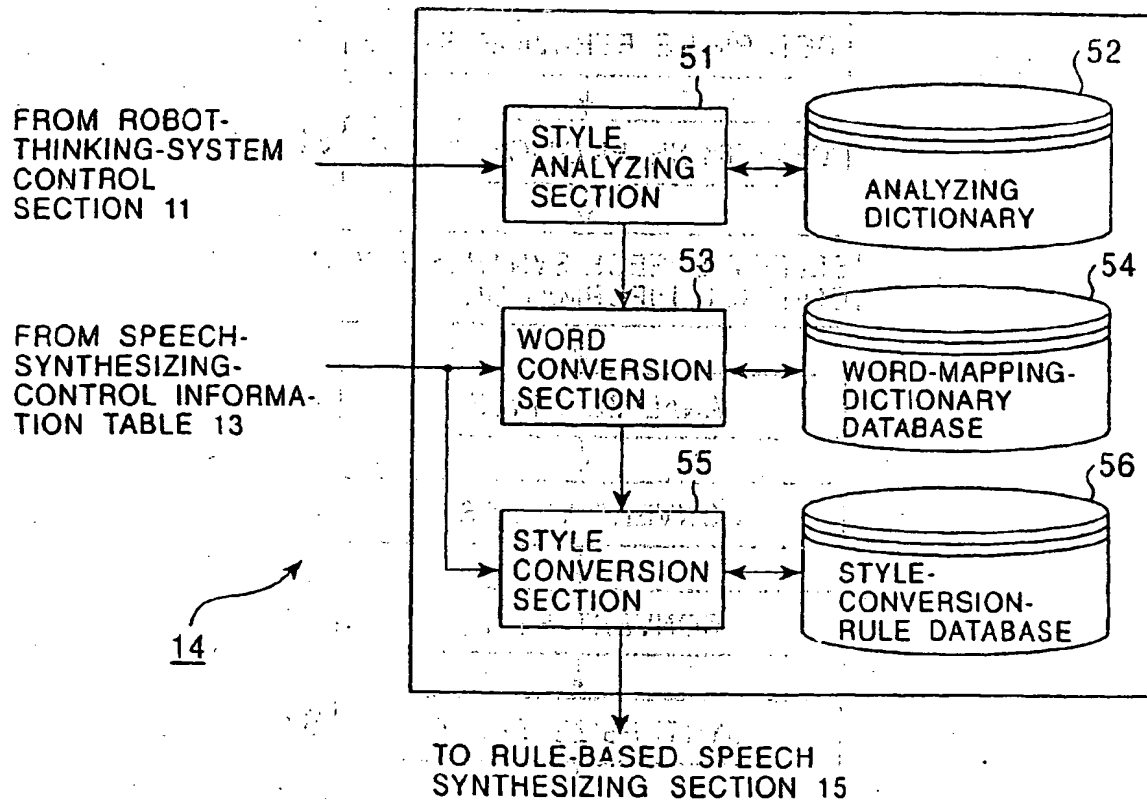 51
52
FROM ROBOT-
THINKING-SYSTEM
CONTROL
SECTION 11
STYLE
ANALYZING
SECTION
ANALYZING
DICTIONARY
53
54
FROM SPEECH-
SYNTHESIZING-
CONTROL INFORMA-
TION TABLE 13
WORD
CONVERSION
SECTION
WORD-MAPPING-
DICTIONARY
DATABASE
55
56
STYLE
CONVERSION
SECTION
STYLE-
CONVERSION-
RULE DATABASE
14
TO RULE-BASED SPEECH
SYNTHESIZING SECTION 15